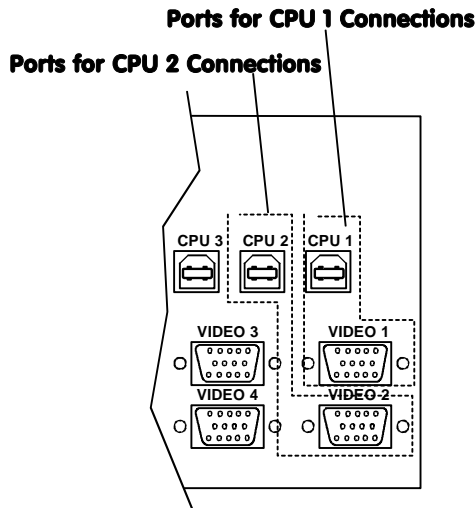 Ports for CPU 1 Connections
Ports for CPU 2 Connections
CPU 3 CPU 2 CPU 1
VIDEO 3 VIDEO 1
VIDEO 4 VIDEO 2